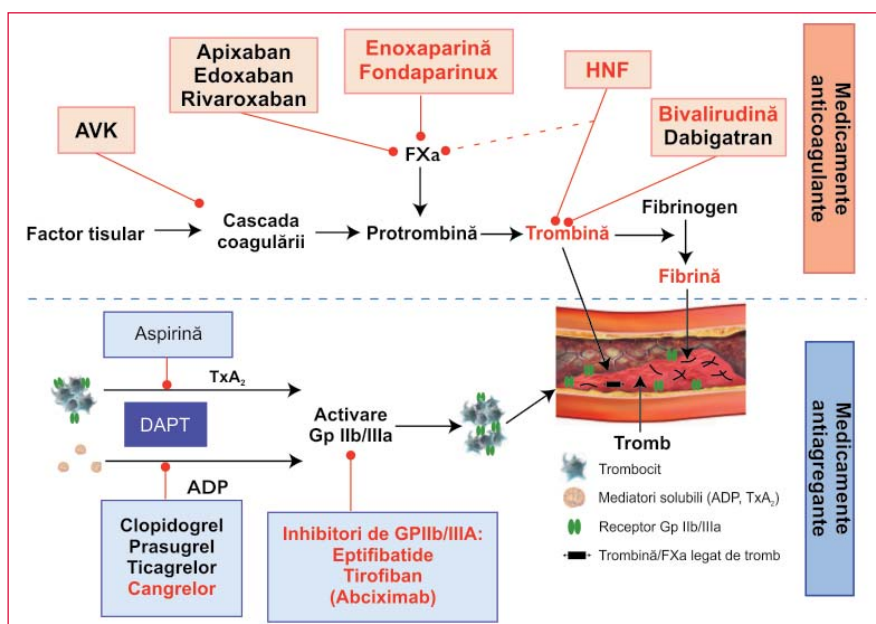 Apixaban
Edoxaban
Rivaroxaban
Enoxaparină
Fondaparinux
HNF
Bivalirudină
Dabigatran
AVK
FXa
Factor tisular
Cascada
coagulării
Protrombină
Trombină
Fibrinogen
Fibrină
Medicamente
anticoagulante
Aspirină
TxA₂
DAPT
ADP
Activare
Gp IIb/IIIa
Clopidogrel
Prasugrel
Ticagrelor
Cangrelor
Inhibitori de GPIIb/IIIA:
Eptifibatide
Tirofiban
(Abciximab)
Tromb
Trombocit
Mediatori solubili (ADP, TxA₂)
Receptor Gp IIb/IIIa
Trombină/FXa legat de tromb
Medicamente
antiagregante